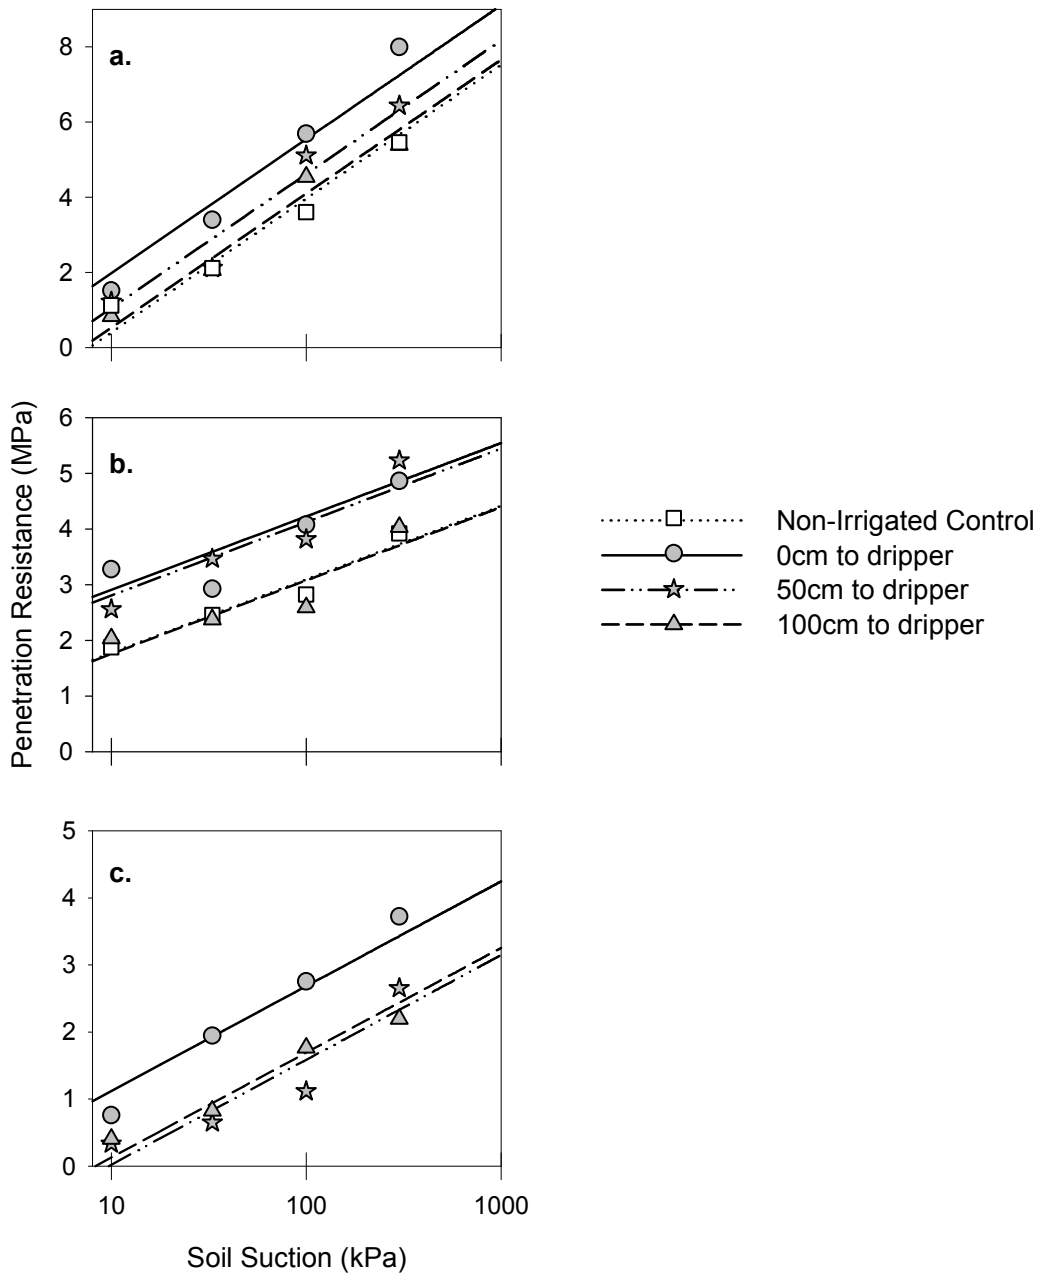 a.
8
6
4
2
0
Penetration Resistance (MPa)
b.
6
5
4
3
2
1
0
Non-Irrigated Control
0cm to dripper
50cm to dripper
100cm to dripper
c.
5
4
3
2
1
0
10 100 1000
Soil Suction (kPa)